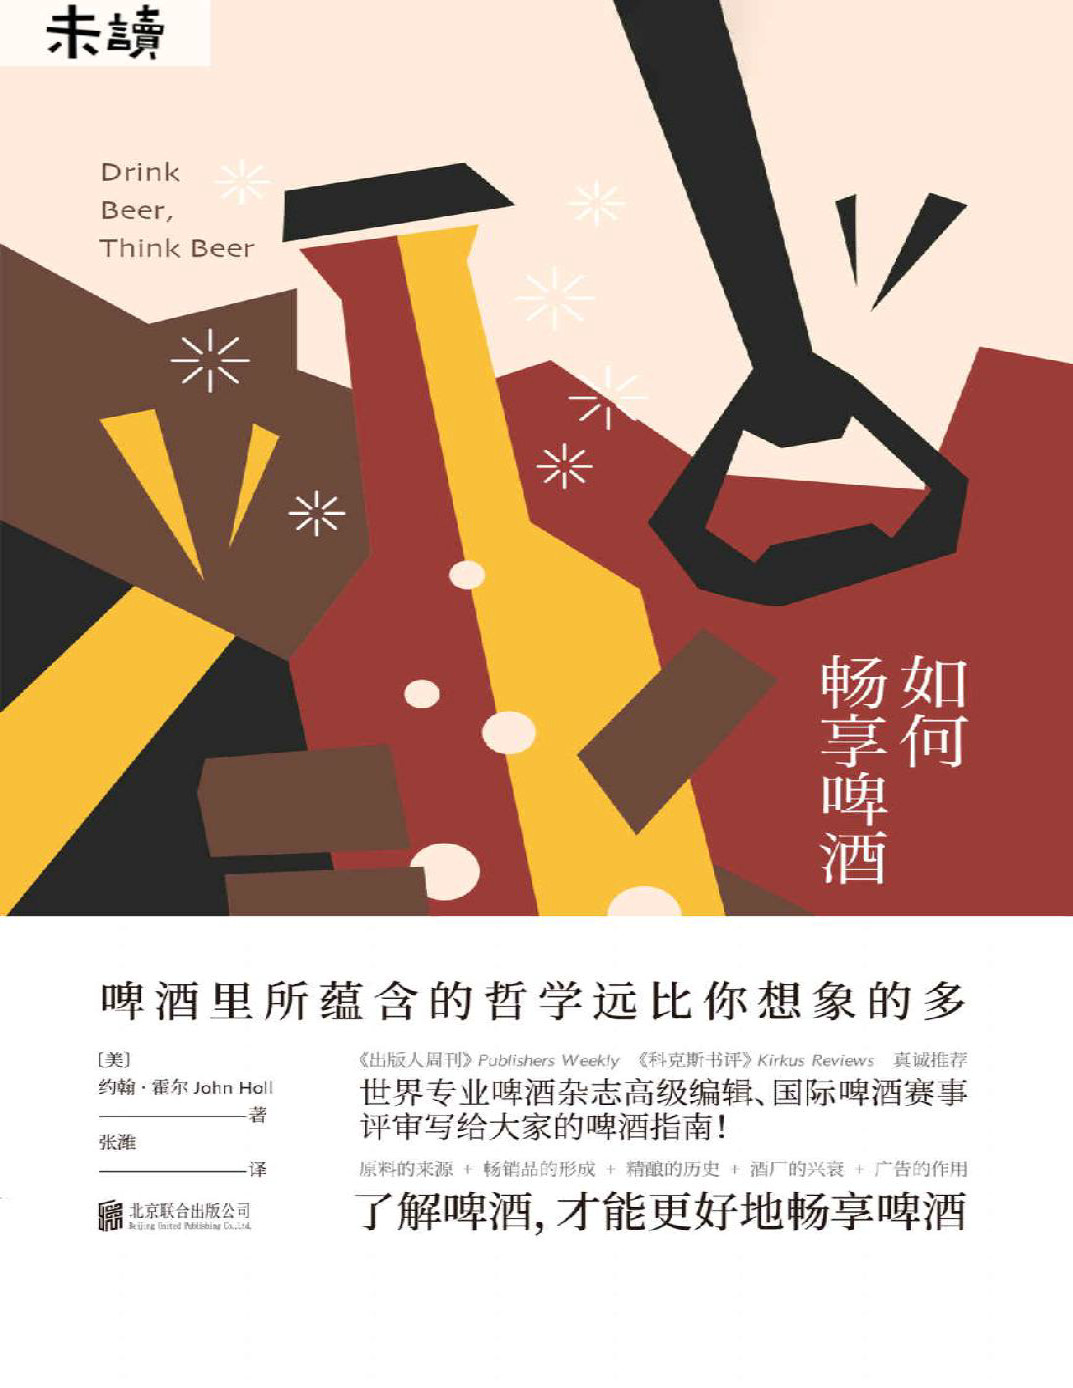 未讀
Drink
Beer,
Think Beer
如何
畅享啤酒
啤酒里所蕴含的哲学远比你想象的多
[美]
约翰·霍尔 John Holl
著
张滩
译
北京联合出版公司
Beijing United Publishing Co.,Ltd.
《出版人周刊》Publishers Weekly 《科克斯书评》Kirkus Reviews 真诚推荐
世界专业啤酒杂志高级编辑、国际啤酒赛事
评审写给大家的啤酒指南！
原料的来源 + 畅销品的形成 + 精酿的历史 + 酒厂的兴衰 + 广告的作用
了解啤酒,才能更好地畅享啤酒